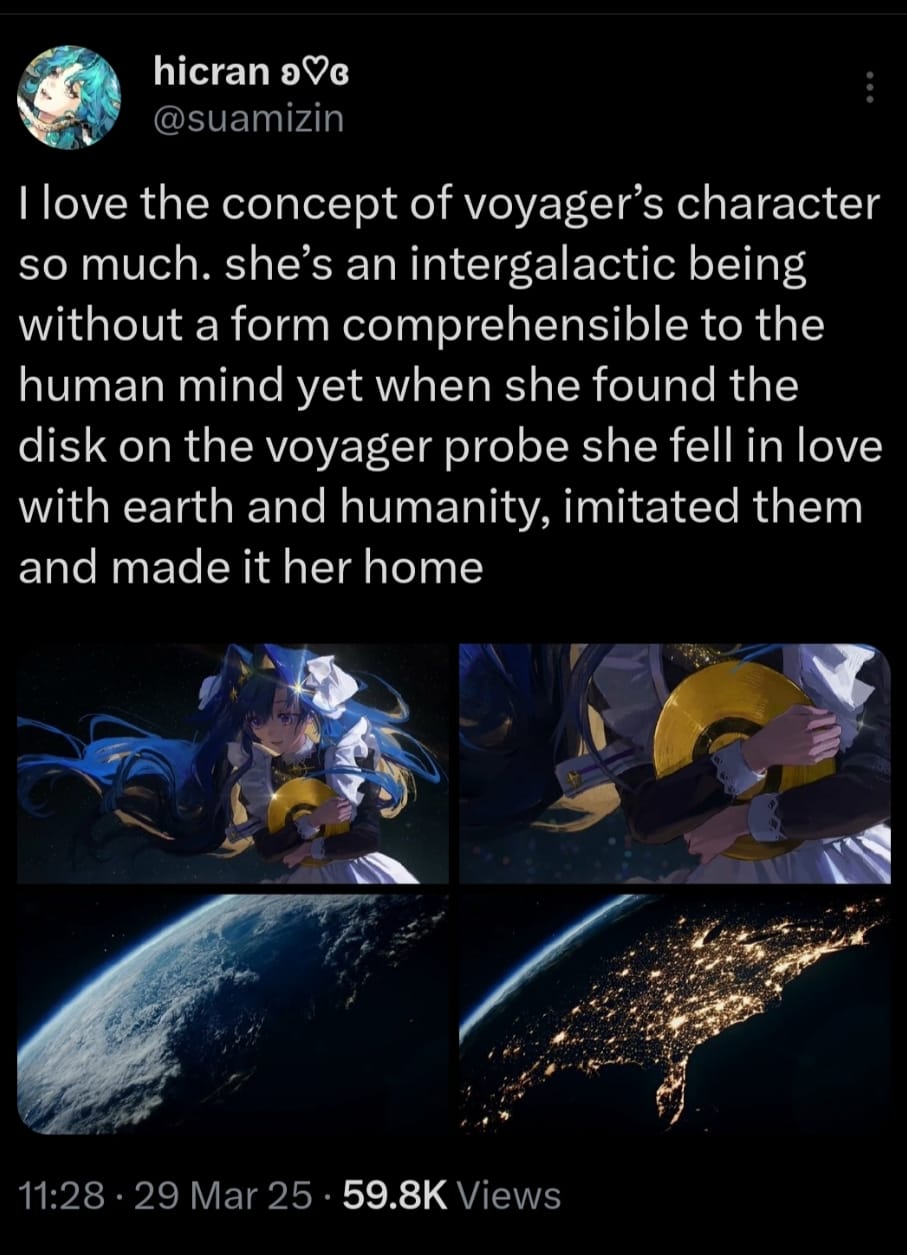 hicran ʚ♡ɞ
@suamizin
I love the concept of voyager’s character
so much. she’s an intergalactic being
without a form comprehensible to the
human mind yet when she found the
disk on the voyager probe she fell in love
with earth and humanity, imitated them
and made it her home
11:28 · 29 Mar 25 · 59.8K Views